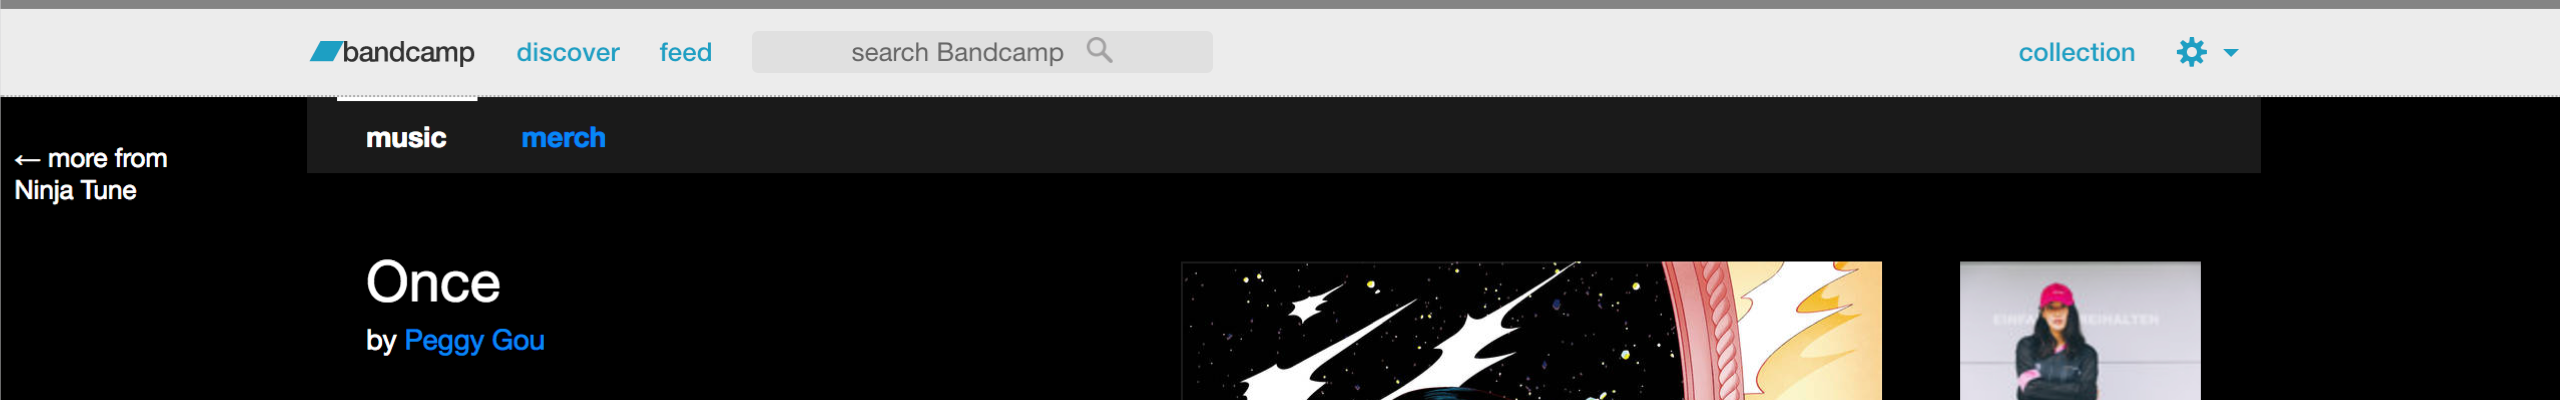 bandcamp discover feed search Bandcamp collection
music merch
← more from
Ninja Tune
Once
by Peggy Gou